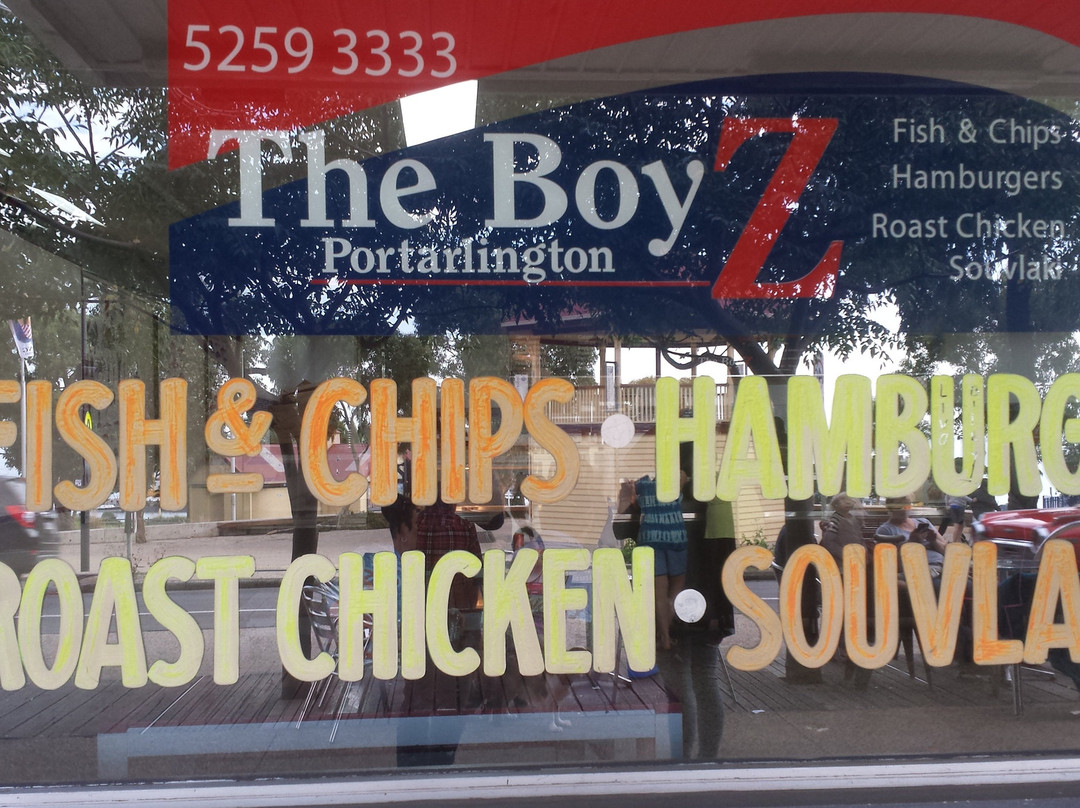 5259 3333
The BoyZ
Portarlington
Fish & Chips
Hamburgers
Roast Chicken
Souvlaki
FISH & CHIPS • HAMBURG
ROAST CHICKEN • SOUVLA